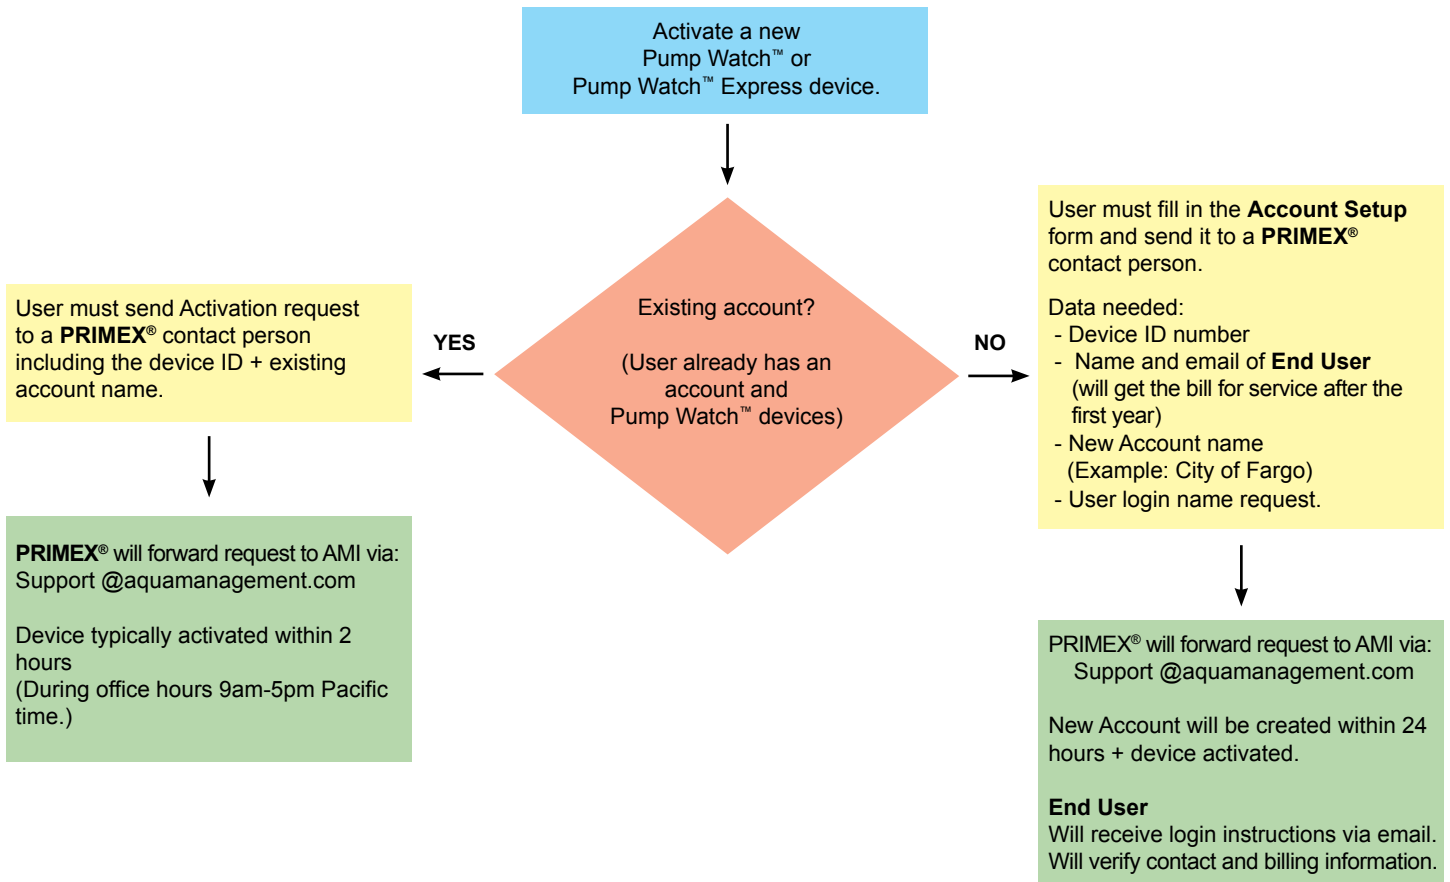 Activate a new
Pump Watch™ or
Pump Watch™ Express device.
Existing account?
(User already has an
account and
Pump Watch™ devices)
YES
User must send Activation request
to a PRIMEX® contact person
including the device ID + existing
account name.
PRIMEX® will forward request to AMI via:
Support @aquamanagement.com
Device typically activated within 2
hours
(During office hours 9am-5pm Pacific
time.)
NO
User must fill in the Account Setup
form and send it to a PRIMEX®
contact person.
Data needed:
- Device ID number
- Name and email of End User
(will get the bill for service after the
first year)
- New Account name
(Example: City of Fargo)
- User login name request.
PRIMEX® will forward request to AMI via:
Support @aquamanagement.com
New Account will be created within 24
hours + device activated.
End User
Will receive login instructions via email.
Will verify contact and billing information.